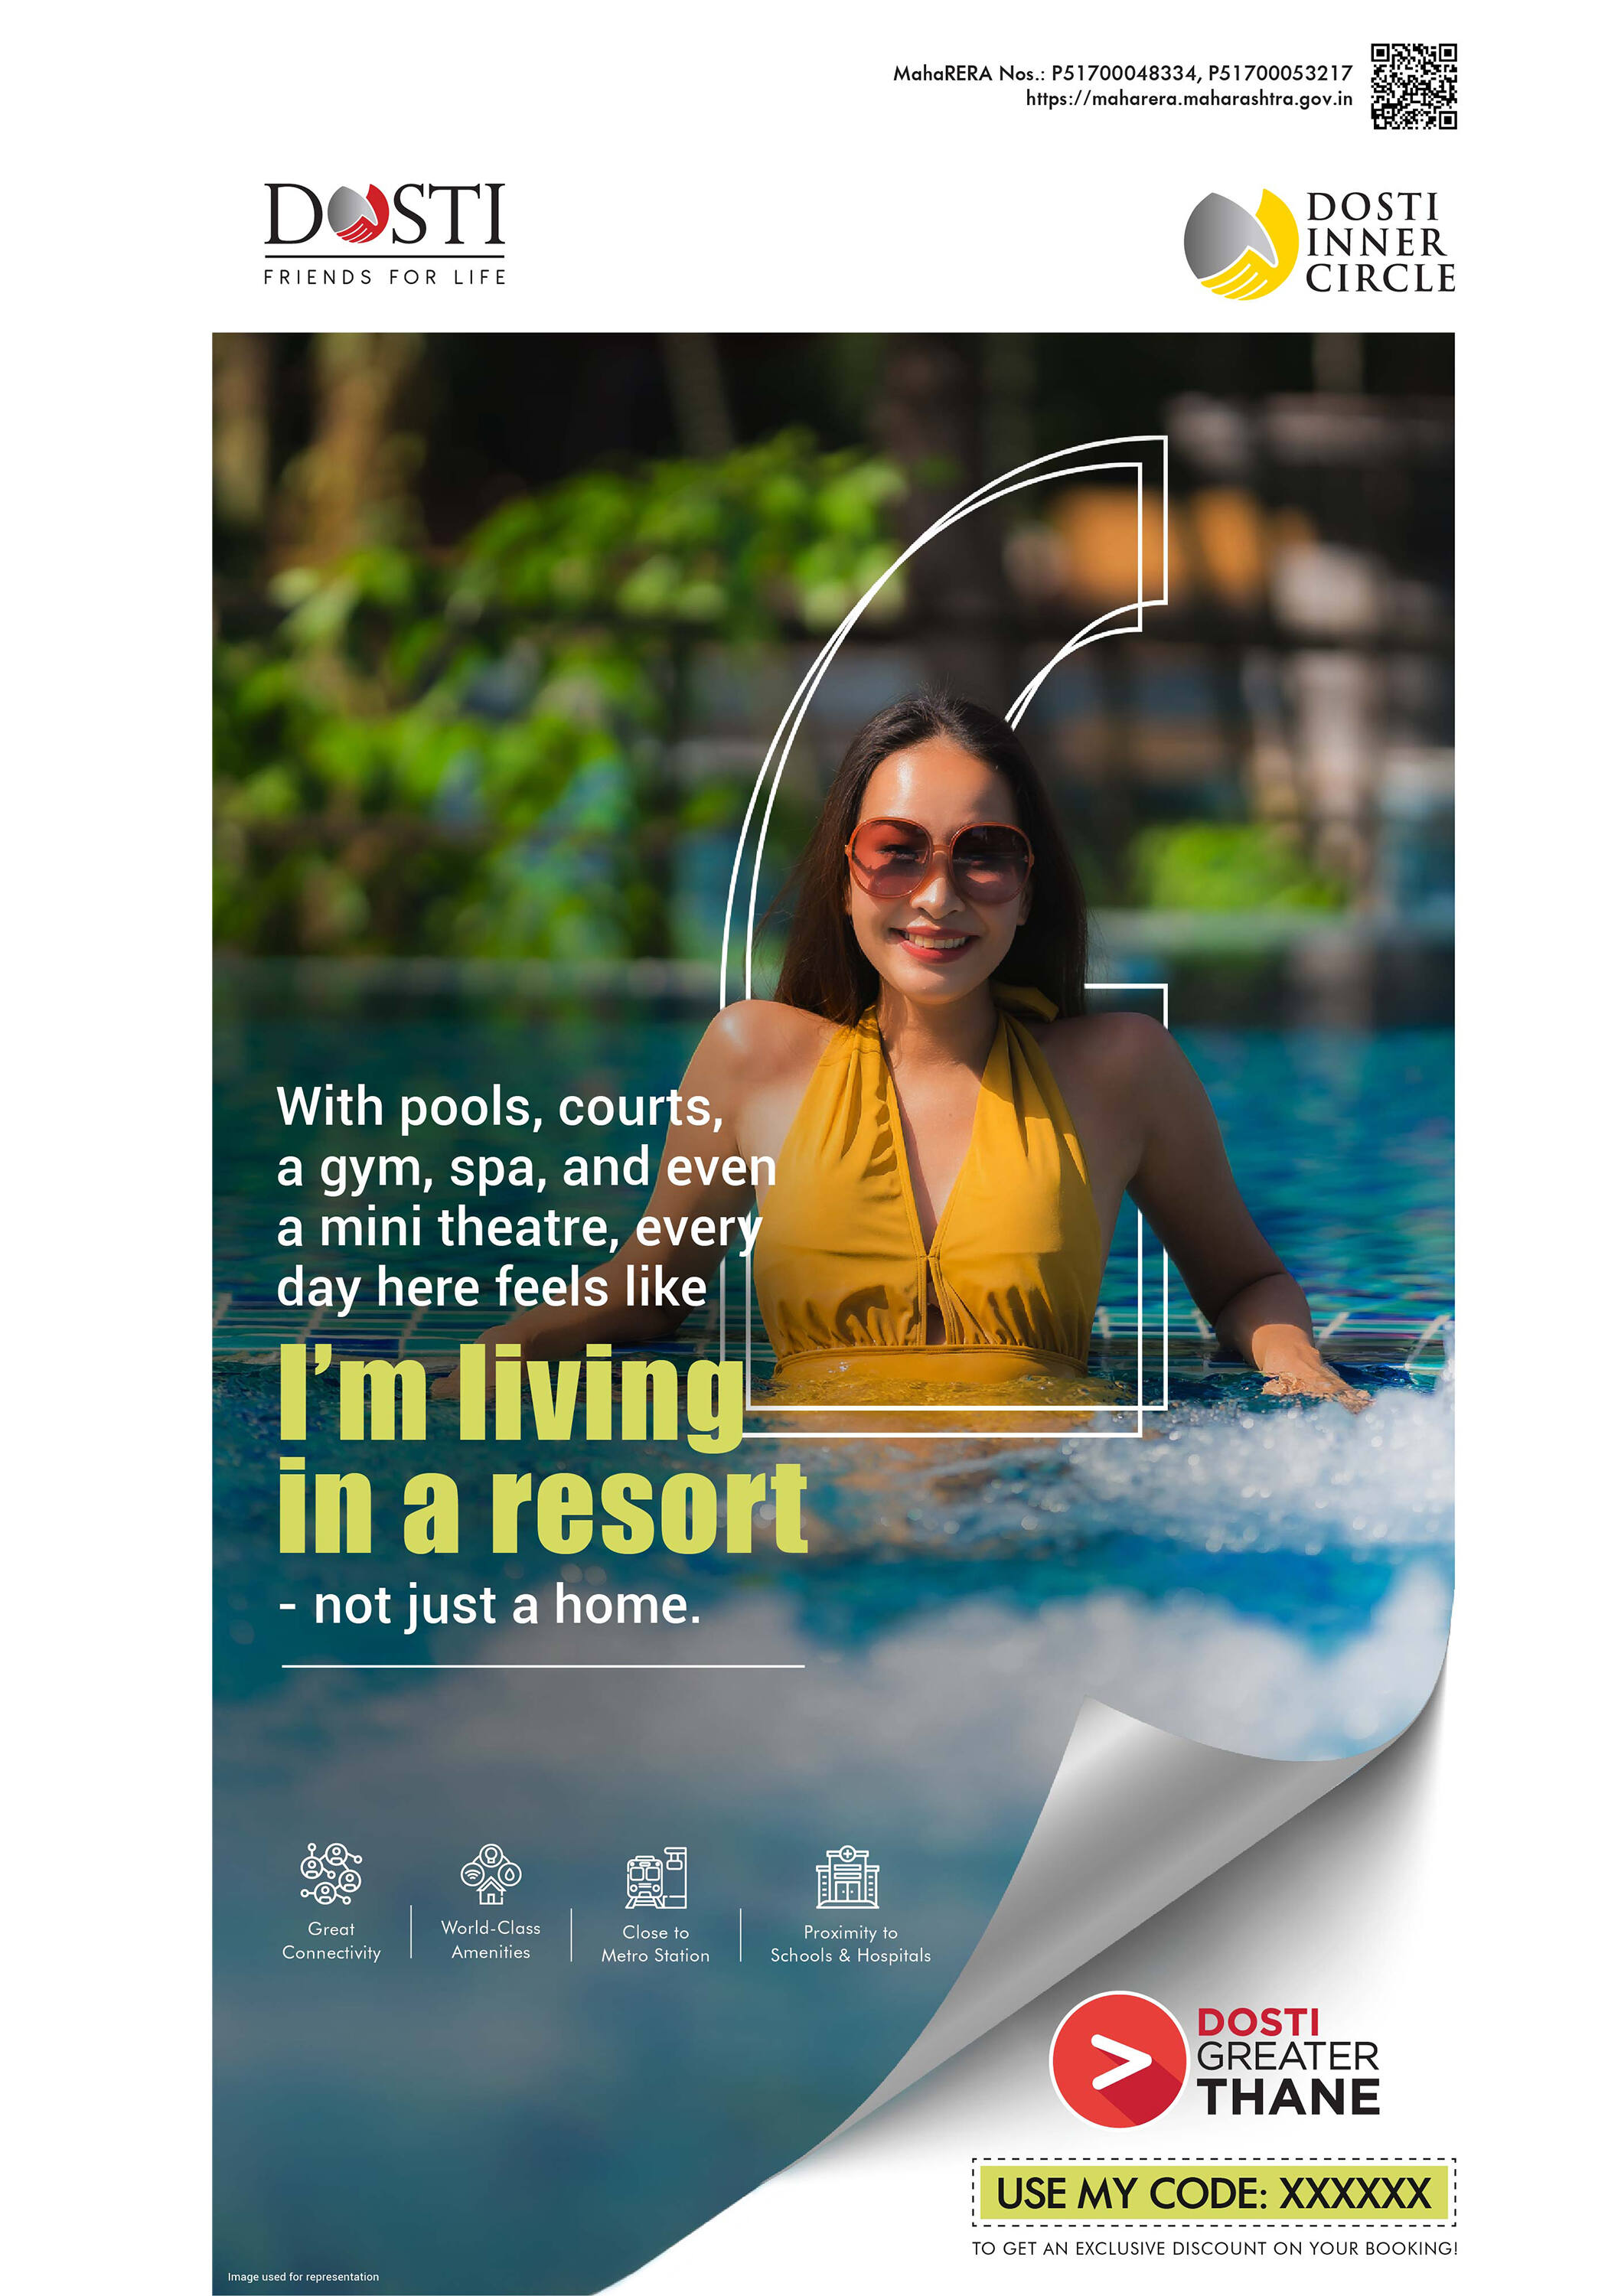 MahaRERA Nos.: P51700048334, P51700053217
https://maharera.maharashtra.gov.in
DOSTI
FRIENDS FOR LIFE
DOSTI
INNER
CIRCLE
With pools, courts,
a gym, spa, and even
a mini theatre, every
day here feels like
I'm living
in a resort
- not just a home.
Great
Connectivity
World-Class
Amenities
Close to
Metro Station
Proximity to
Schools & Hospitals
DOSTI
GREATER
THANE
USE MY CODE: XXXXXX
TO GET AN EXCLUSIVE DISCOUNT ON YOUR BOOKING!
Image used for representation